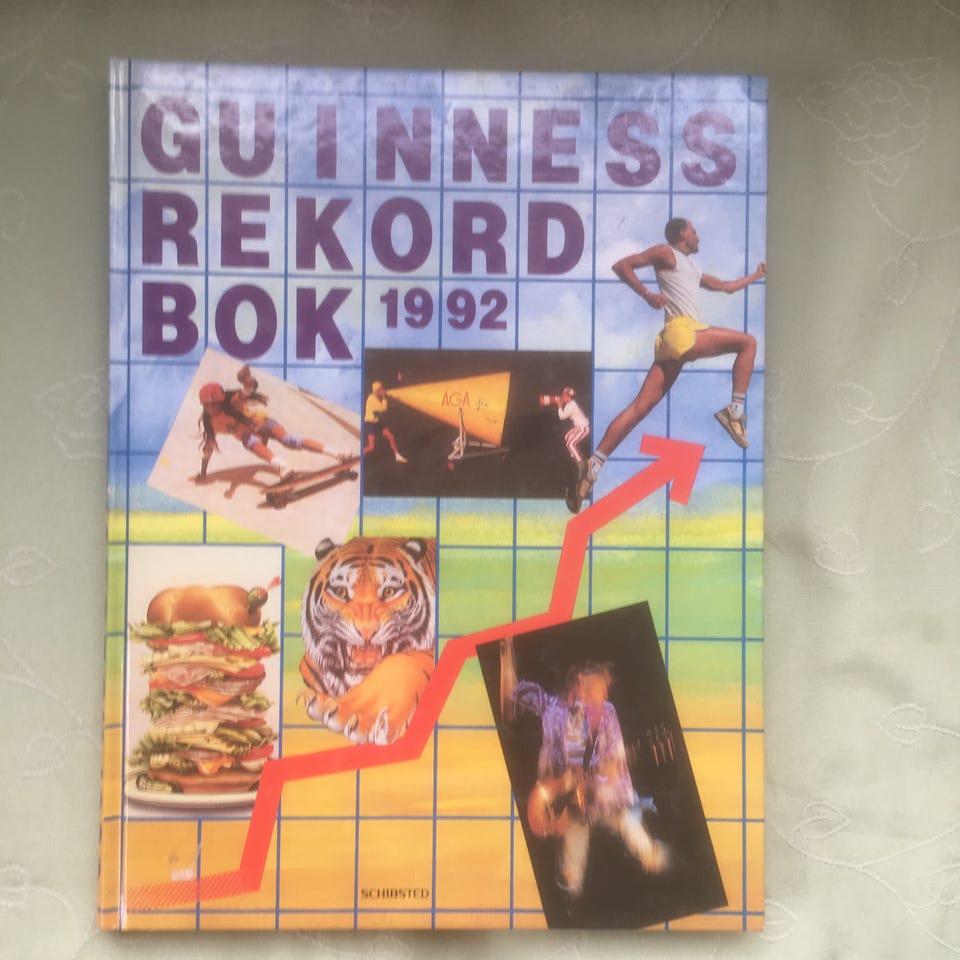 GUINNESS
REKORD
BOK 1992
AGA
SCHIBSTED